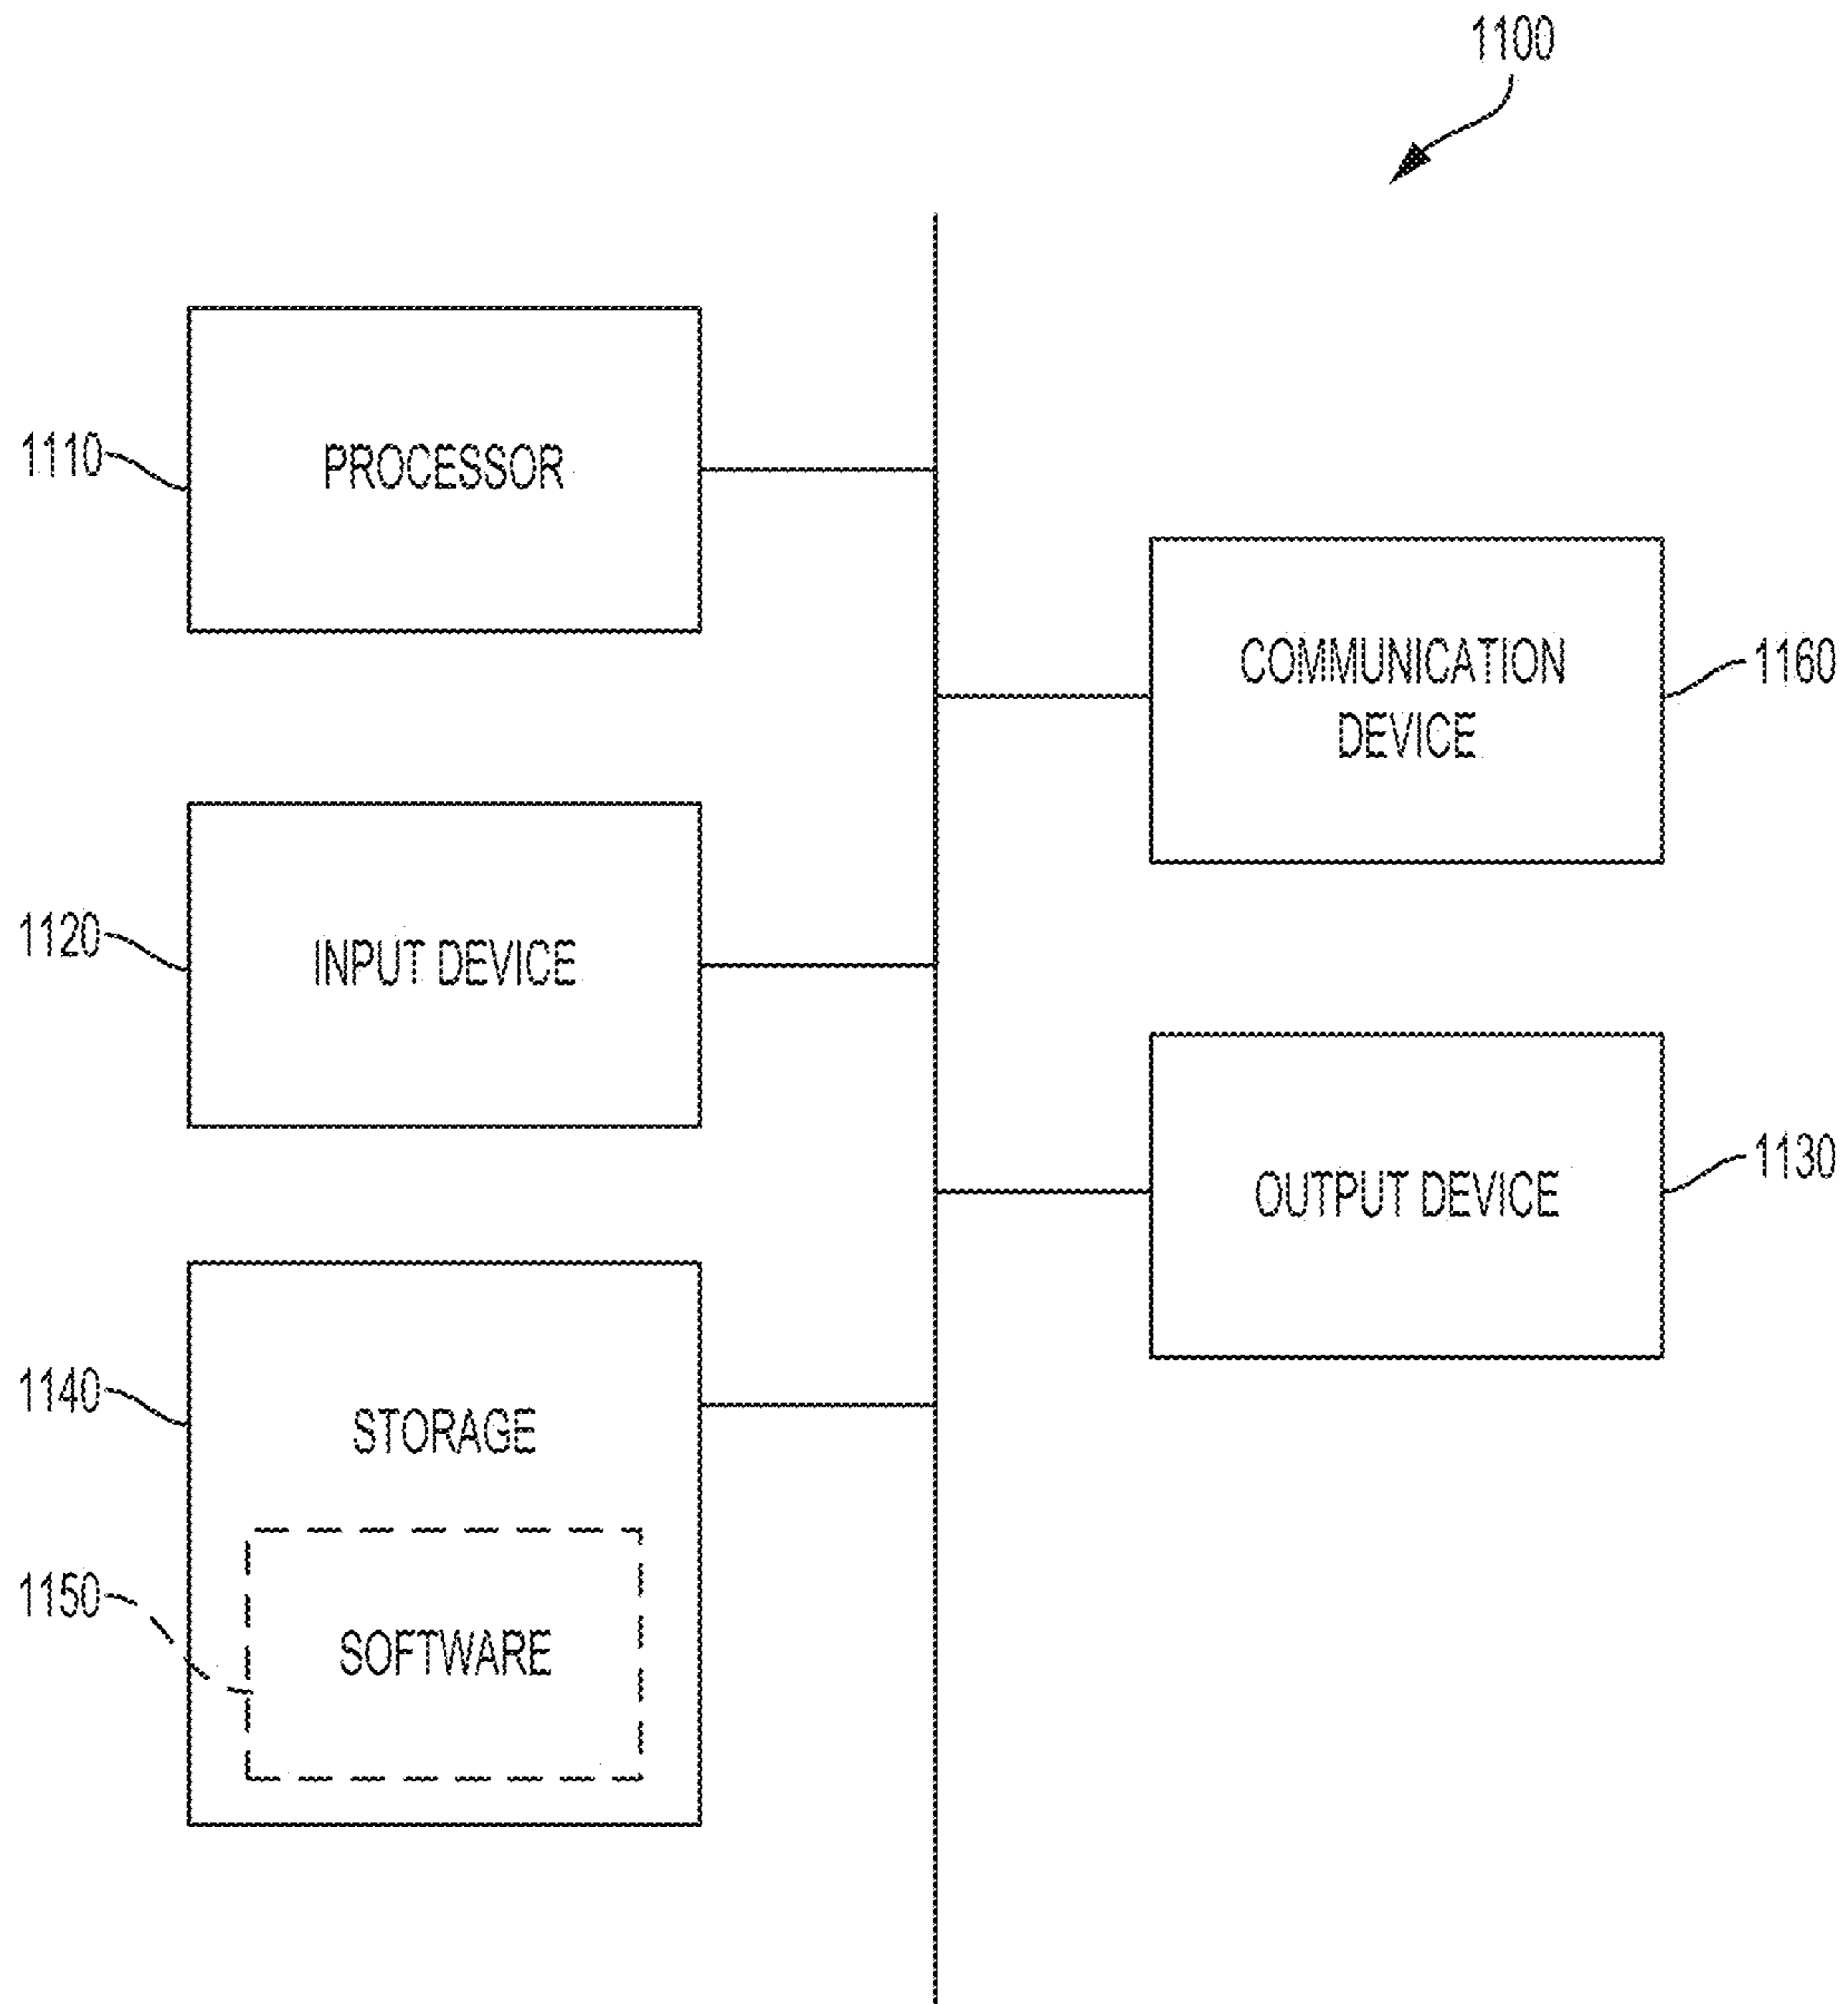 1100
1110
PROCESSOR
COMMUNICATION
DEVICE
1160
1120
INPUT DEVICE
OUTPUT DEVICE
1130
1140
STORAGE
1150
SOFTWARE